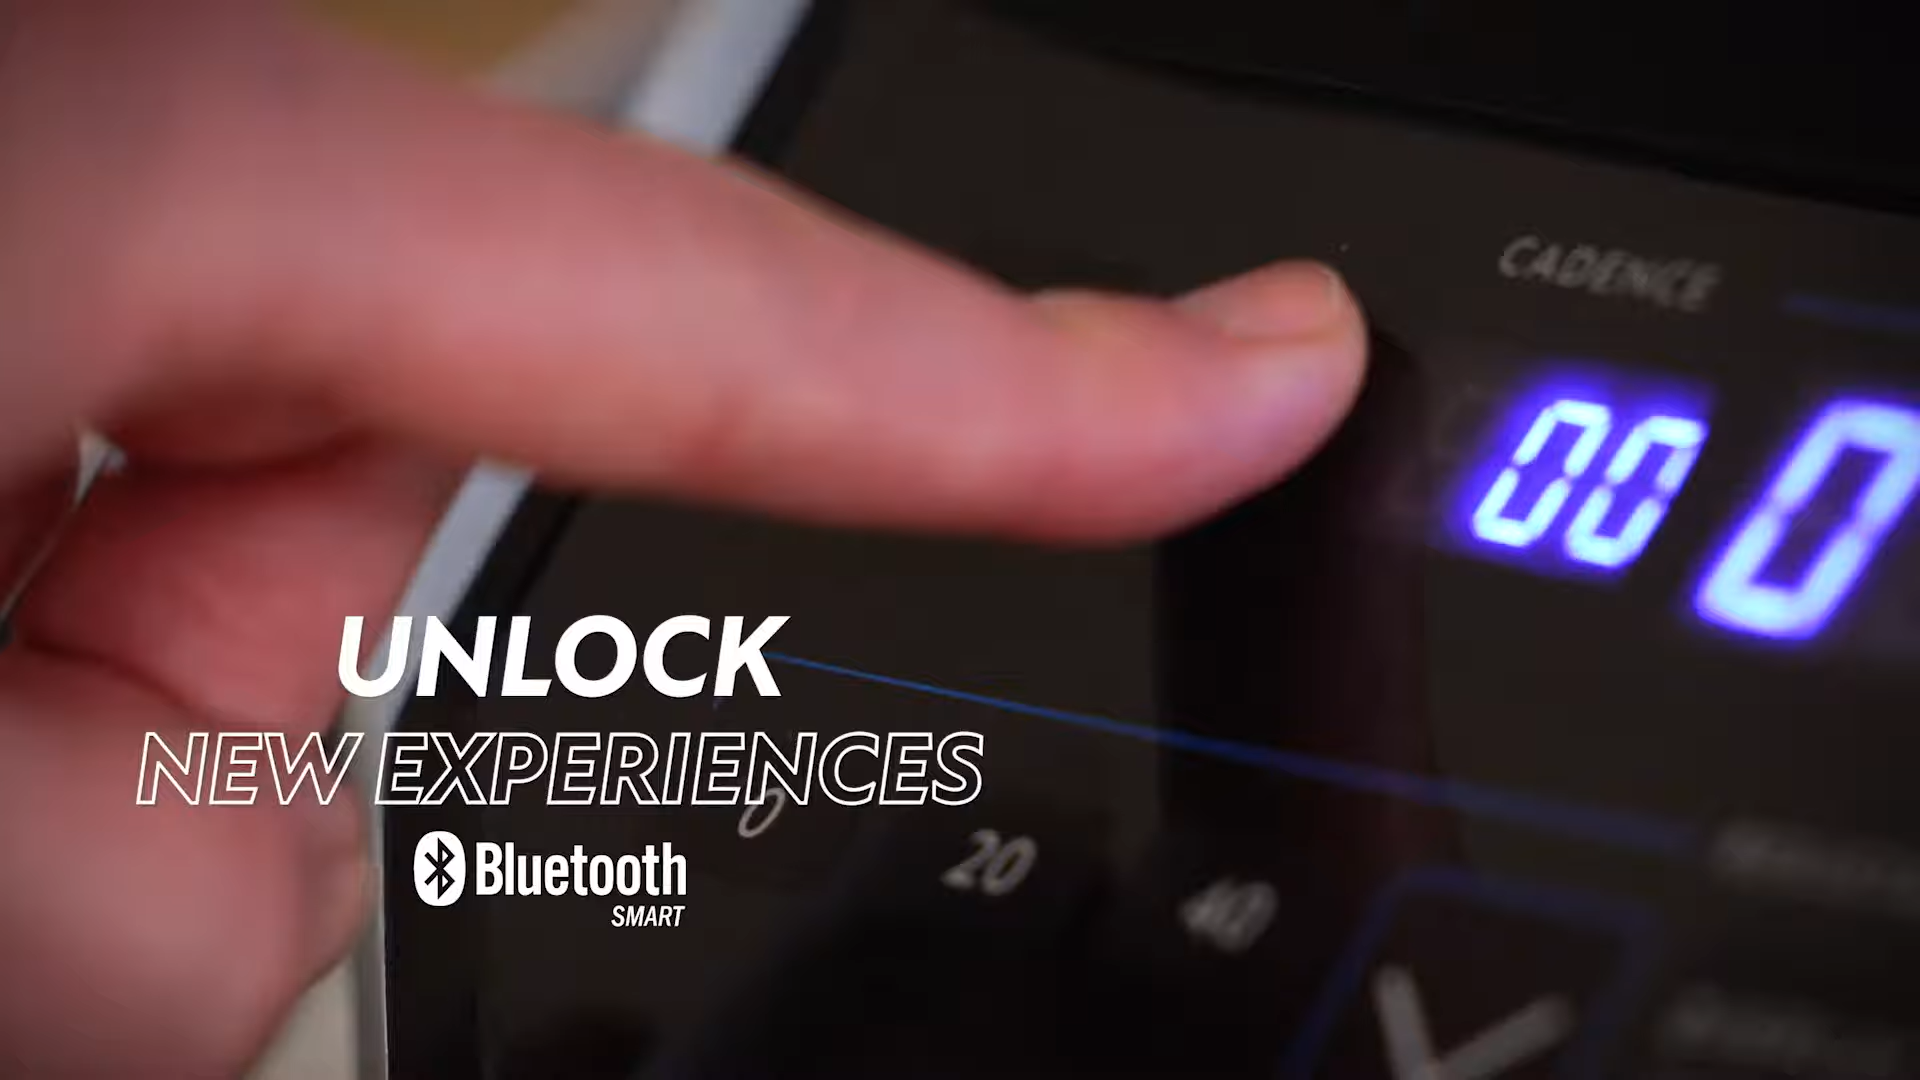 CADENCE
00 0
UNLOCK
NEW EXPERIENCES
0
20
40
Bluetooth
SMART